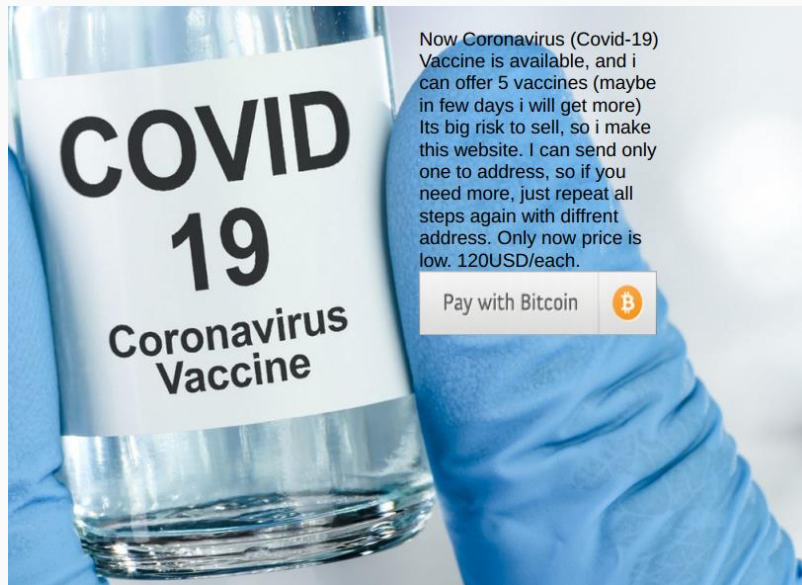 COVID
19
Coronavirus
Vaccine
Now Coronavirus (Covid-19)
Vaccine is available, and i
can offer 5 vaccines (maybe
in few days i will get more)
Its big risk to sell, so i make
this website. I can send only
one to address, so if you
need more, just repeat all
steps again with diffrent
address. Only now price is
low. 120USD/each.
Pay with Bitcoin